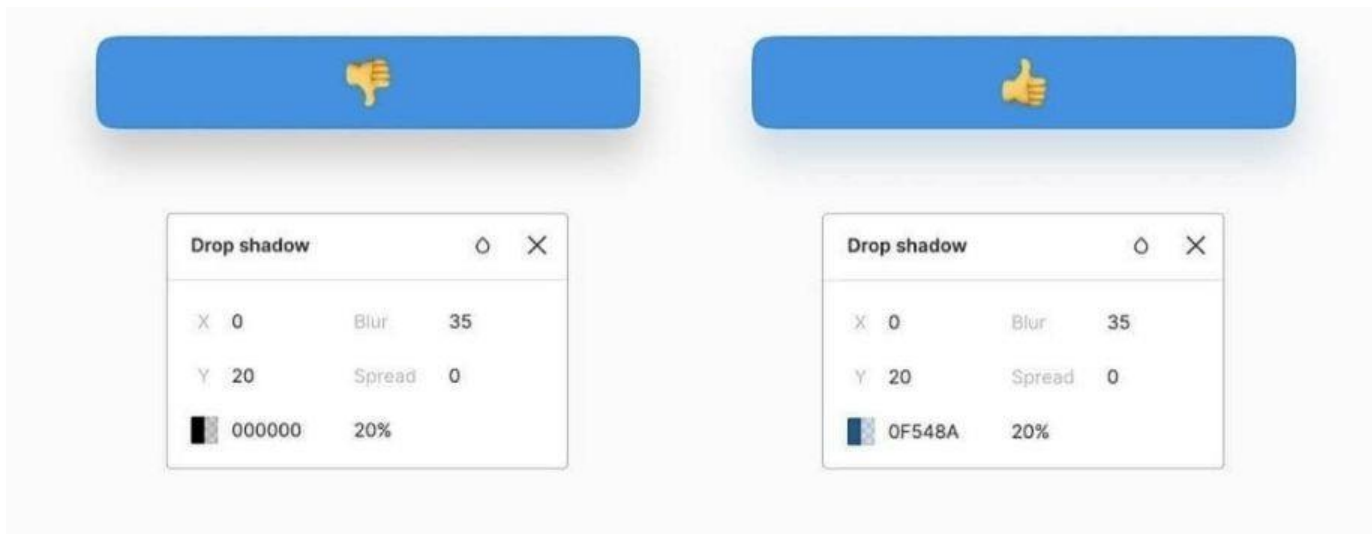 Drop shadow
X 0 Blur 35
Y 20 Spread 0
000000 20%
Drop shadow
X 0 Blur 35
Y 20 Spread 0
0F548A 20%